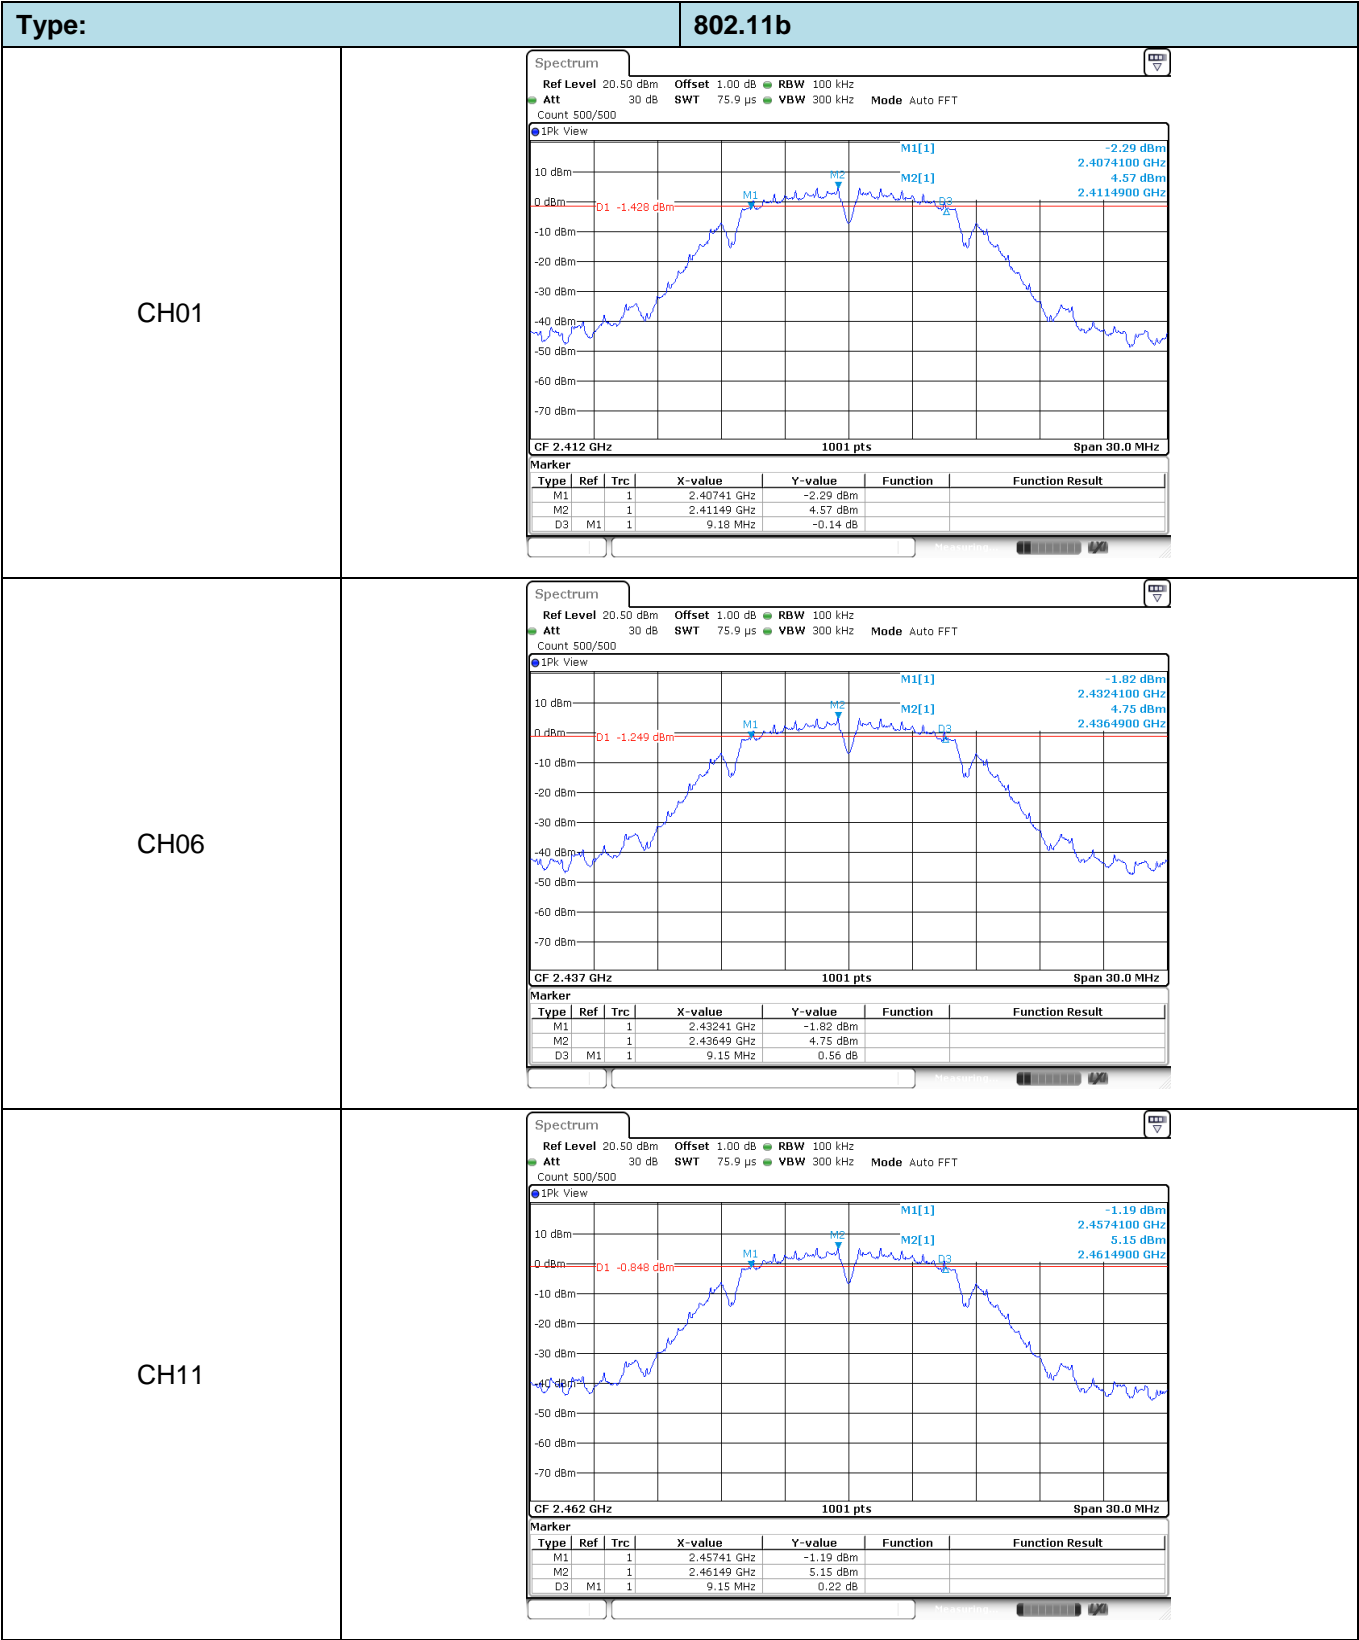 Type: 802.11b
CH01
Spectrum
Ref Level 20.50 dBm Offset 1.00 dB RBW 100 kHz
Att 30 dB SWT 75.9 µs VBW 300 kHz Mode Auto FFT
Count 500/500
1Pk View
M1[1] -2.29 dBm
2.4074100 GHz
M2[1] 4.57 dBm
2.4114900 GHz
10 dBm
M2
M1
D3
0 dBm
D1 -1.428 dBm
-10 dBm
-20 dBm
-30 dBm
-40 dBm
-50 dBm
-60 dBm
-70 dBm
CF 2.412 GHz 1001 pts Span 30.0 MHz
Marker
Type Ref Trc X-value Y-value Function Function Result
M1 1 2.40741 GHz -2.29 dBm
M2 1 2.41149 GHz 4.57 dBm
D3 M1 1 9.18 MHz -0.14 dB
Measuring
CH06
Spectrum
Ref Level 20.50 dBm Offset 1.00 dB RBW 100 kHz
Att 30 dB SWT 75.9 µs VBW 300 kHz Mode Auto FFT
Count 500/500
1Pk View
M1[1] -1.82 dBm
2.4324100 GHz
M2[1] 4.75 dBm
2.4364900 GHz
10 dBm
M2
M1
D3
0 dBm
D1 -1.249 dBm
-10 dBm
-20 dBm
-30 dBm
-40 dBm
-50 dBm
-60 dBm
-70 dBm
CF 2.437 GHz 1001 pts Span 30.0 MHz
Marker
Type Ref Trc X-value Y-value Function Function Result
M1 1 2.43241 GHz -1.82 dBm
M2 1 2.43649 GHz 4.75 dBm
D3 M1 1 9.15 MHz 0.56 dB
Measuring
CH11
Spectrum
Ref Level 20.50 dBm Offset 1.00 dB RBW 100 kHz
Att 30 dB SWT 75.9 µs VBW 300 kHz Mode Auto FFT
Count 500/500
1Pk View
M1[1] -1.19 dBm
2.4574100 GHz
M2[1] 5.15 dBm
2.4614900 GHz
10 dBm
M2
M1
D3
0 dBm
D1 -0.848 dBm
-10 dBm
-20 dBm
-30 dBm
-40 dBm
-50 dBm
-60 dBm
-70 dBm
CF 2.462 GHz 1001 pts Span 30.0 MHz
Marker
Type Ref Trc X-value Y-value Function Function Result
M1 1 2.45741 GHz -1.19 dBm
M2 1 2.46149 GHz 5.15 dBm
D3 M1 1 9.15 MHz 0.22 dB
Measuring